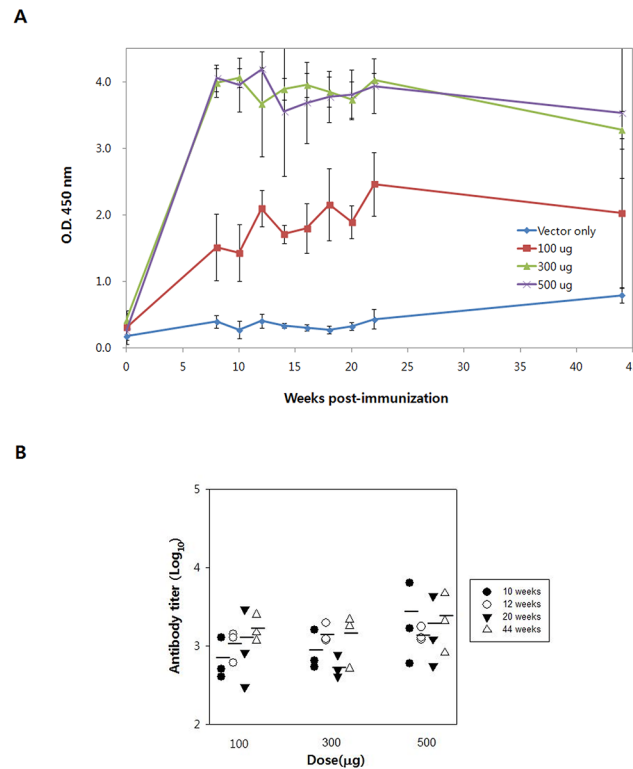 A
4.0
3.0
2.0
1.0
0.0
O.D. 450 nm
Vector only
100 ug
300 ug
500 ug
0 5 10 15 20 25 30 35 40 4
Weeks post-immunization
B
5
4
3
2
Antibody titer (Log10)
10 weeks
12 weeks
20 weeks
44 weeks
100 300 500
Dose(μg)